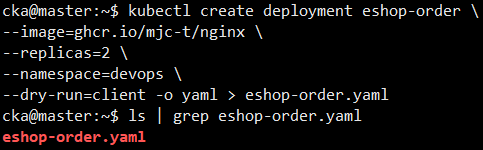 cka@master:~$ kubectl create deployment eshop-order \
--image=ghcr.io/mjc-t/nginx \
--replicas=2 \
--namespace=devops \
--dry-run=client -o yaml > eshop-order.yaml
cka@master:~$ ls | grep eshop-order.yaml
eshop-order.yaml